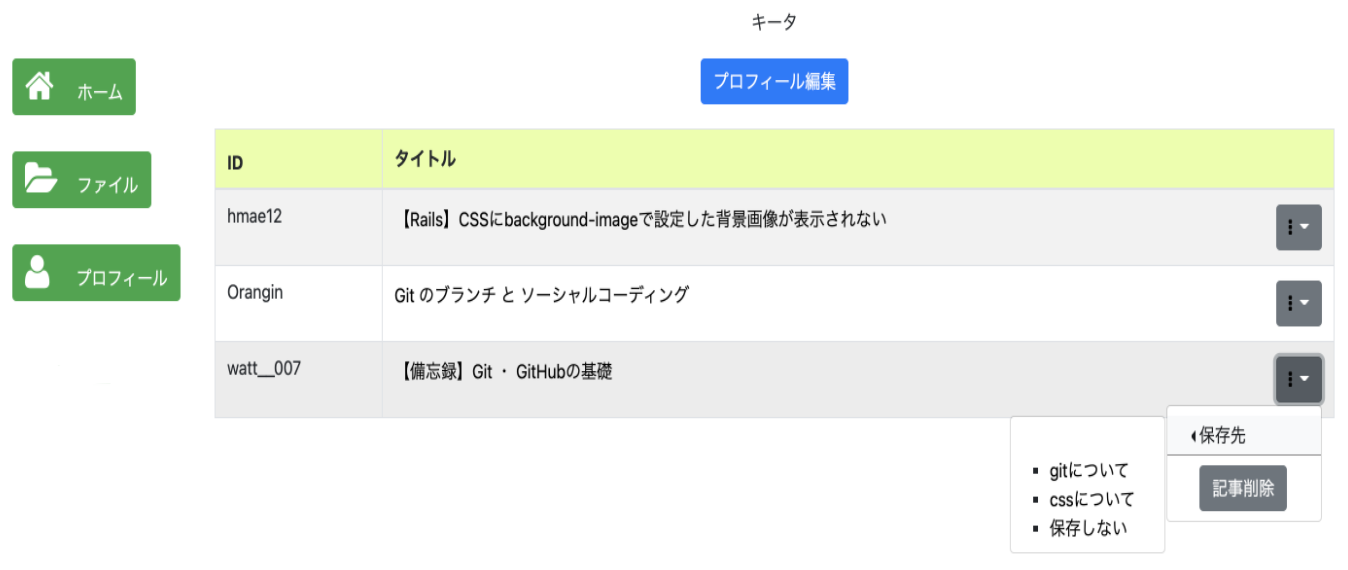 キータ
プロフィール編集
ホーム
ファイル
プロフィール
ID タイトル
hmae12 【Rails】CSSにbackground-imageで設定した背景画像が表示されない
Orangin Git のブランチ と ソーシャルコーディング
watt__007 【備忘録】Git ・ GitHubの基礎
保存先
記事削除
gitについて
cssについて
保存しない